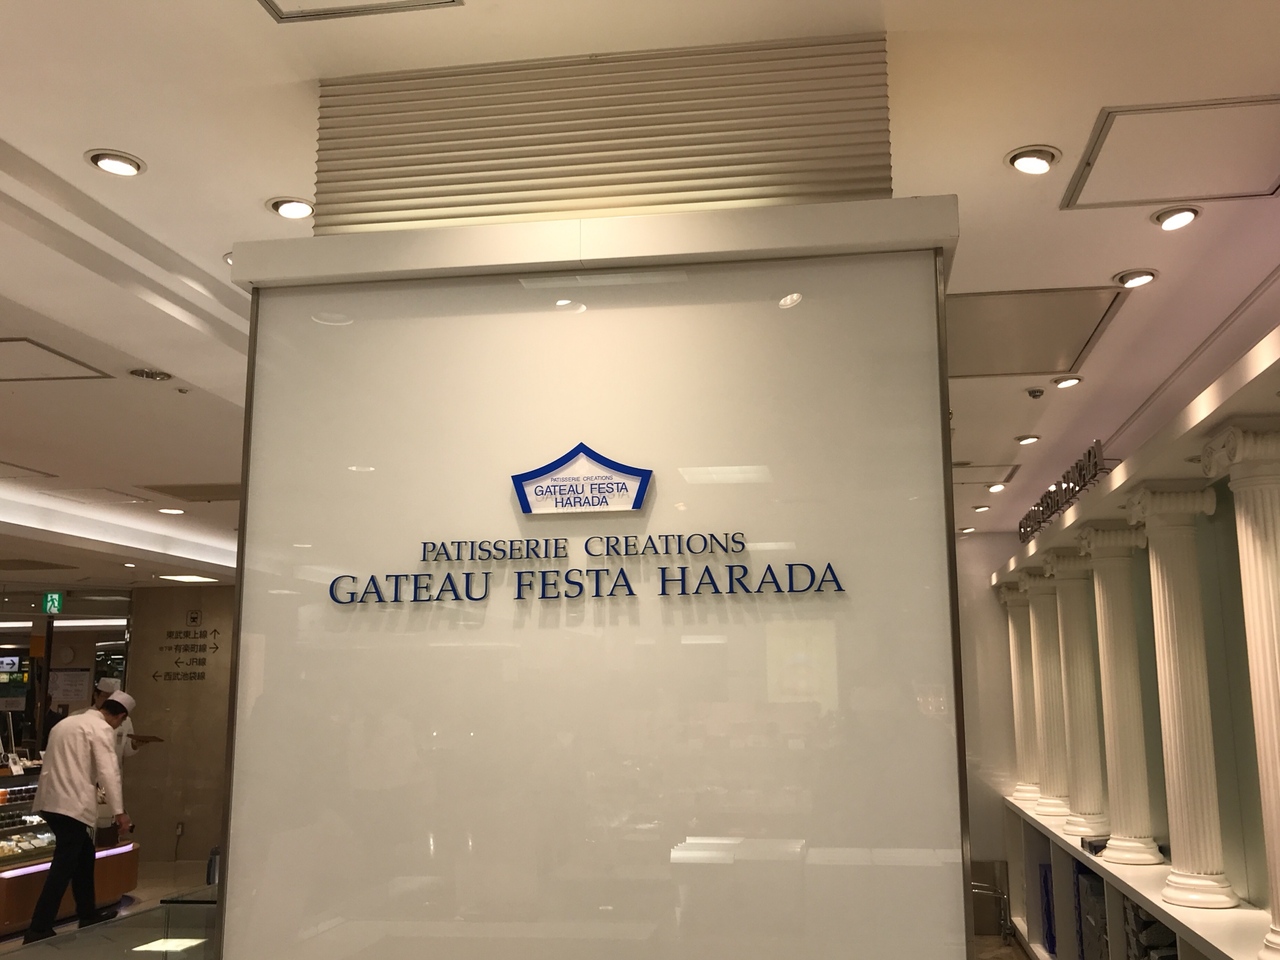 PATISSERIE CREATIONS
GATEAU FESTA
HARADA
PATISSERIE CREATIONS
GATEAU FESTA HARADA
東武東上線↑
有楽町線→
←JR線
←西武池袋線